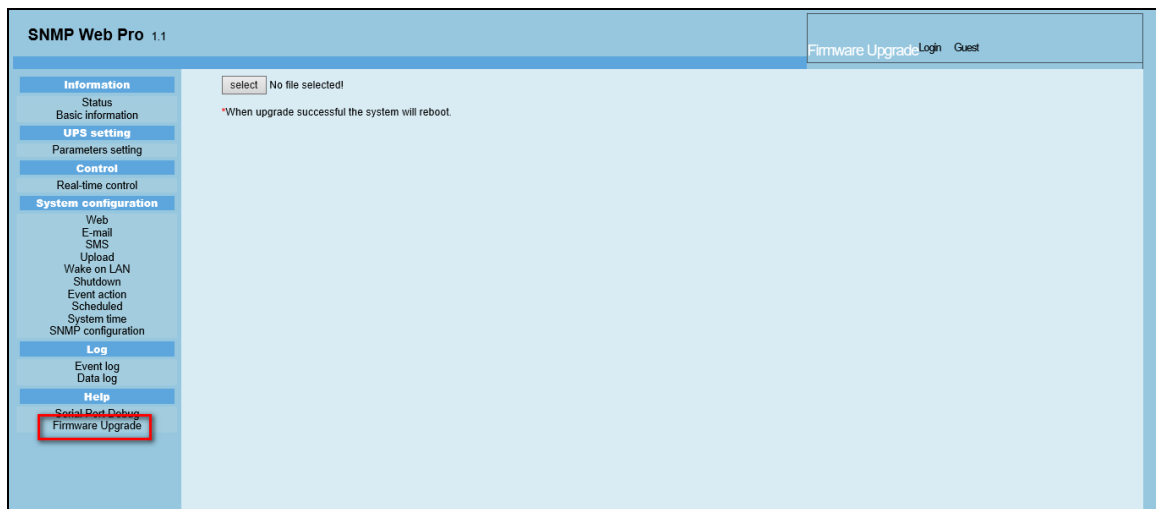 SNMP Web Pro 1.1
Firmware Upgrade Login Guest
Information
Status
Basic information
UPS setting
Parameters setting
Control
Real-time control
System configuration
Web
E-mail
SMS
Upload
Wake on LAN
Shutdown
Event action
Scheduled
System time
SNMP configuration
Log
Event log
Data log
Help
Serial Port Debug
Firmware Upgrade
select No file selected!
*When upgrade successful the system will reboot.